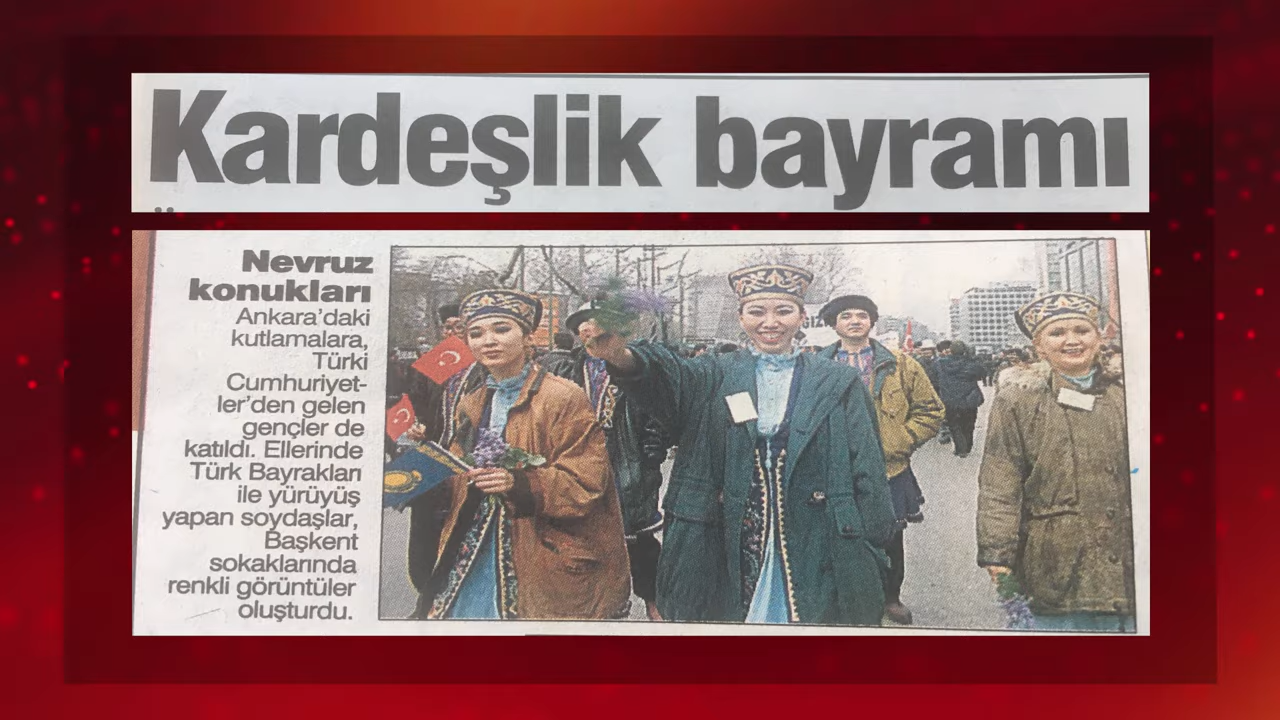 Kardeşlik bayramı
Nevruz
konukları
Ankara'daki
kutlamalara,
Türki
Cumhuriyet-
ler'den gelen
gençler de
katıldı. Ellerinde
Türk Bayrakları
ile yürüyüş
yapan soydaşlar,
Başkent
sokaklarında
renkli görüntüler
oluşturdu.